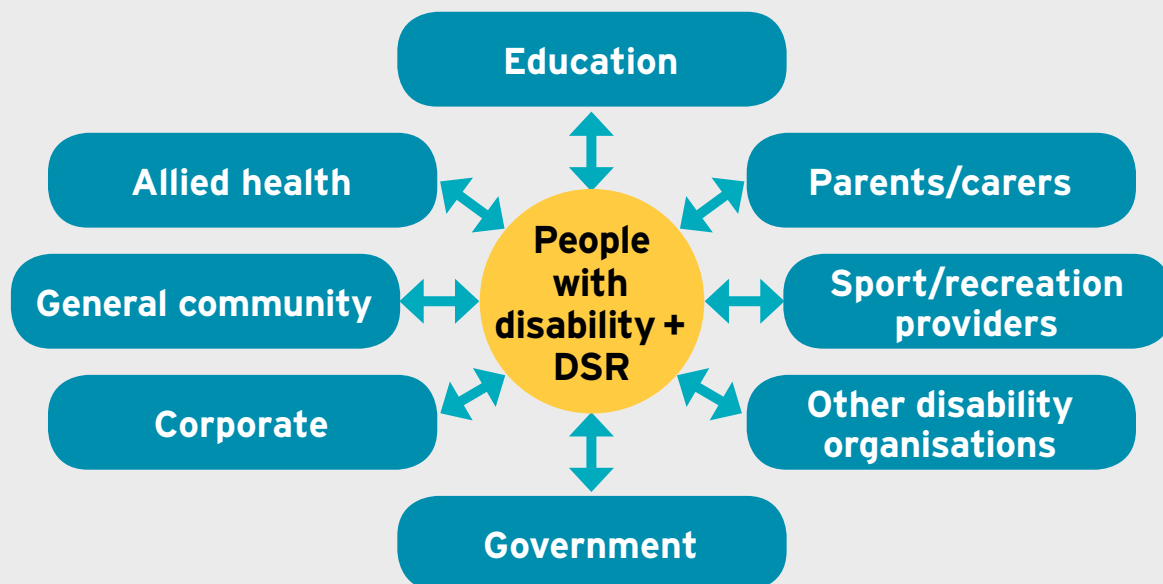 Education
Allied health
Parents/carers
People
with
disability +
DSR
General community
Sport/recreation
providers
Corporate
Other disability
organisations
Government